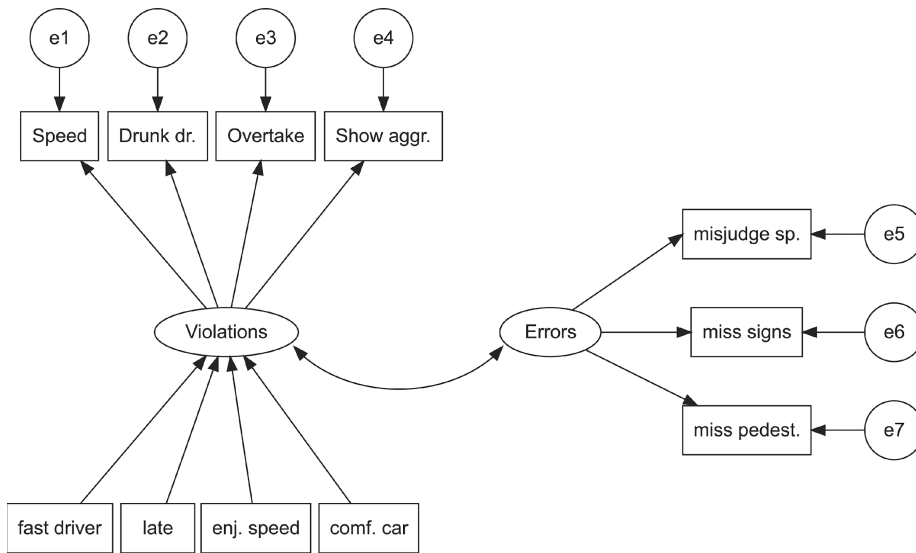 e1
e2
e3
e4
Speed
Drunk dr.
Overtake
Show aggr.
misjudge sp.
e5
Violations
Errors
miss signs
e6
miss pedest.
e7
fast driver
late
enj. speed
comf. car